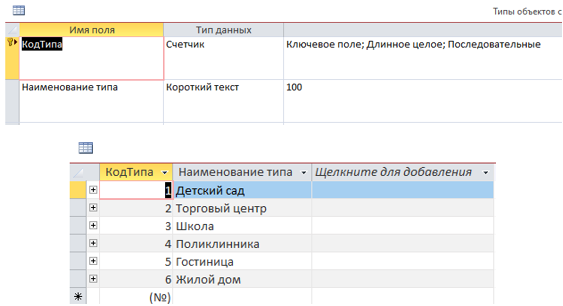 Типы объектов с
Имя поля Тип данных
КодТипа Счетчик Ключевое поле; Длинное целое; Последовательные
Наименование типа Короткий текст 100
КодТипа Наименование типа Щелкните для добавления
1 Детский сад
2 Торговый центр
3 Школа
4 Поликлинника
5 Гостиница
6 Жилой дом
(№)